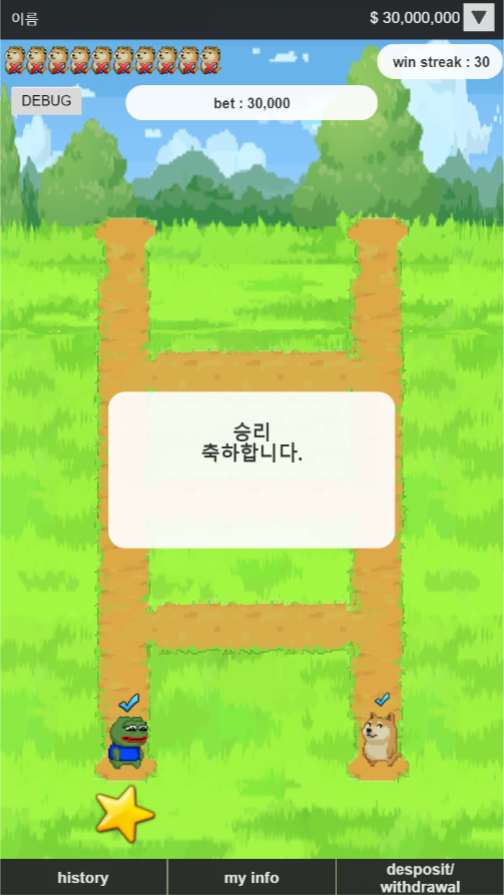 이름
$ 30,000,000
win streak : 30
DEBUG
bet : 30,000
승리
축하합니다.
history
my info
desposit/
withdrawal